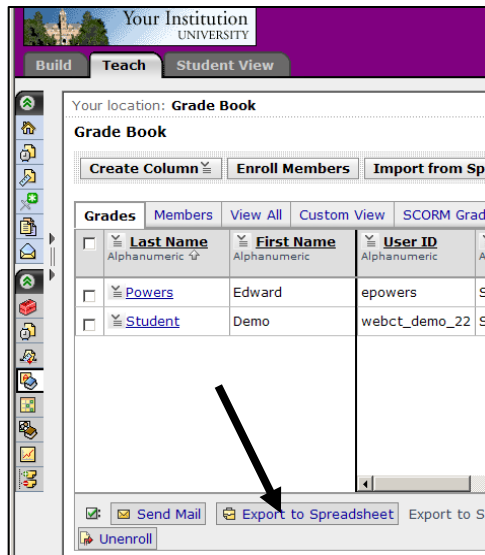 Your Institution
UNIVERSITY
Build Teach Student View
Your location: Grade Book
Grade Book
Create Column Enroll Members Import from Sp
Grades Members View All Custom View SCORM Grad
Last Name First Name User ID
Alphanumeric Alphanumeric Alphanumeric A
Powers Edward epowers S
Student Demo webct_demo_22 S
Send Mail Export to Spreadsheet Export to S
Unenroll